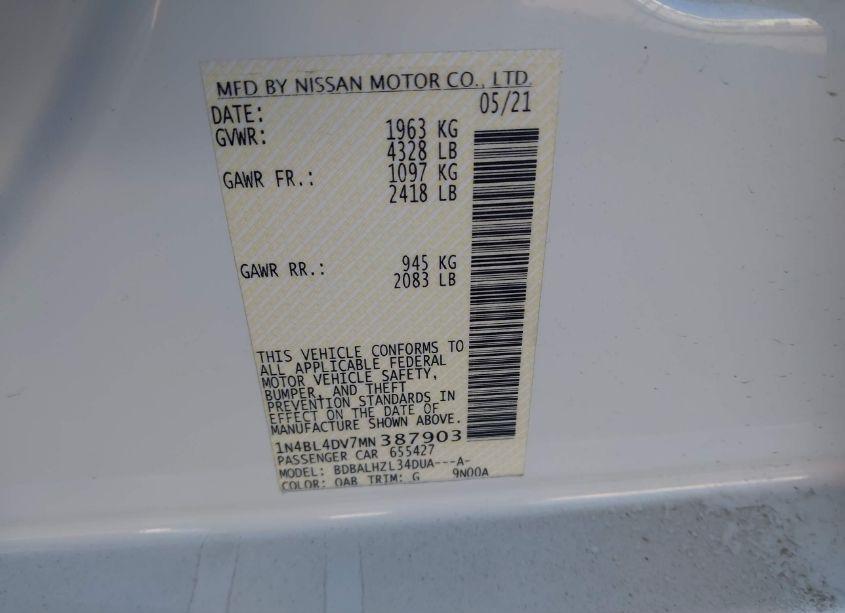 MFD BY NISSAN MOTOR CO., LTD.
DATE: 05/21
GVWR: 1963 KG
4328 LB
GAWR FR.: 1097 KG
2418 LB
GAWR RR.: 945 KG
2083 LB
THIS VEHICLE CONFORMS TO
ALL APPLICABLE FEDERAL
MOTOR VEHICLE SAFETY,
BUMPER, AND THEFT
PREVENTION STANDARDS IN
EFFECT ON THE DATE OF
MANUFACTURE SHOWN ABOVE.
1N4BL4DV7MN387903
PASSENGER CAR 655427
MODEL: BDBALHZL34DUA---A-
COLOR: QAB TRIM: G 9N00A